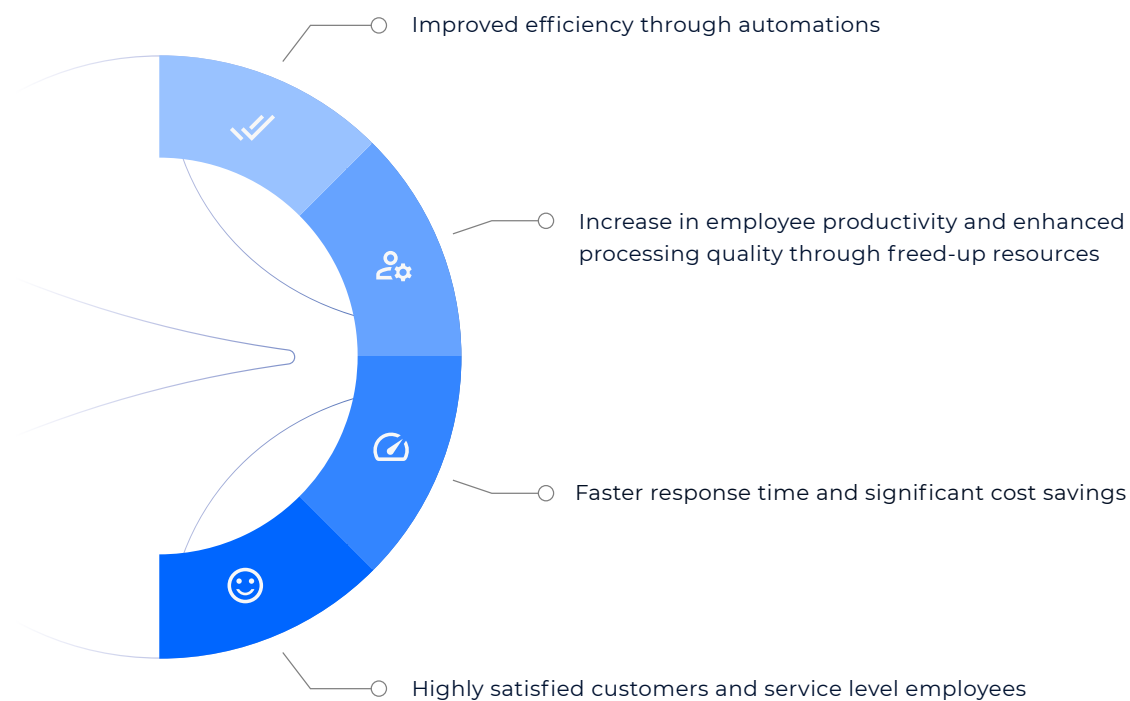 Improved efficiency through automations
Increase in employee productivity and enhanced
processing quality through freed-up resources
Faster response time and significant cost savings
Highly satisfied customers and service level employees